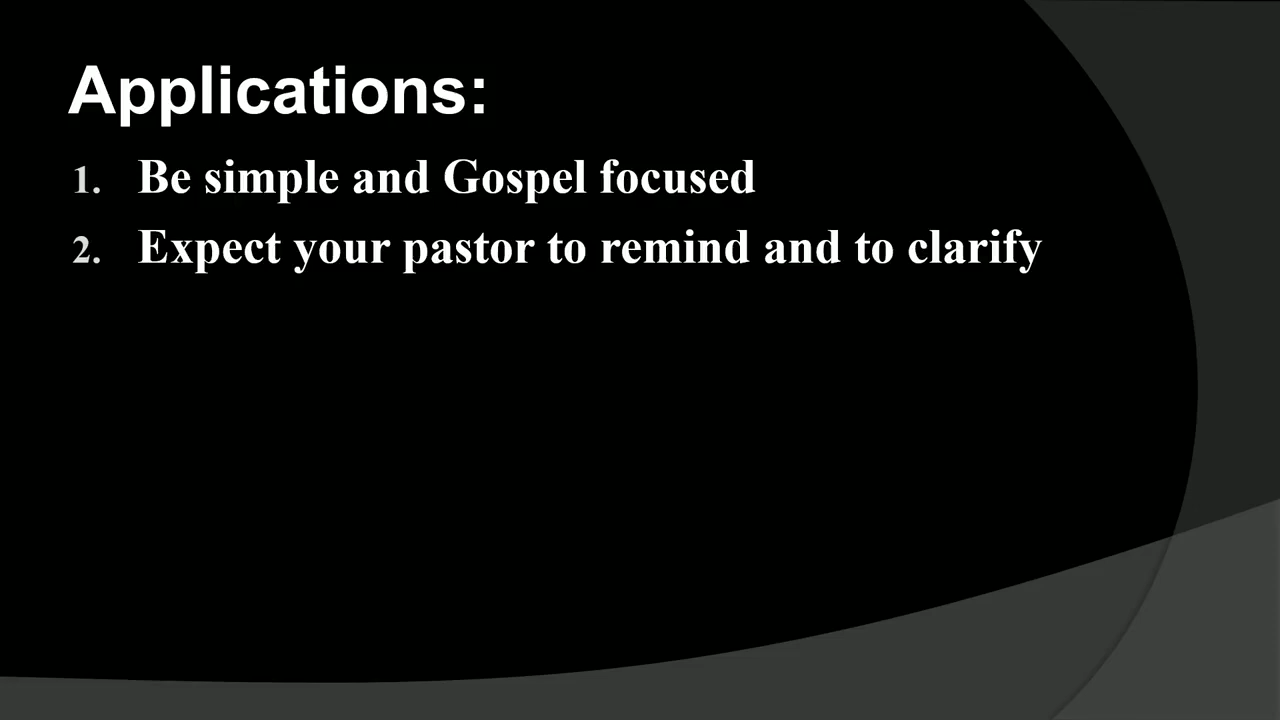 Applications:
1. Be simple and Gospel focused
2. Expect your pastor to remind and to clarify